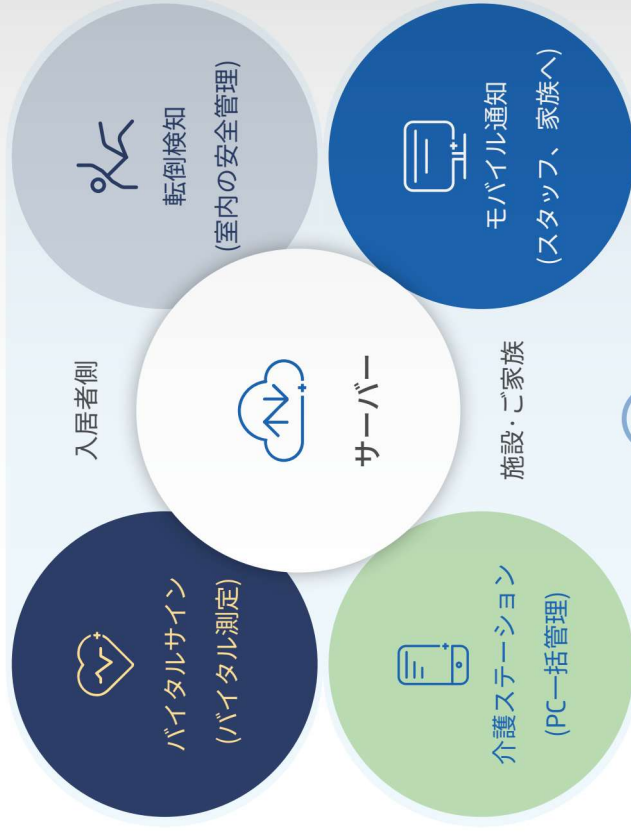 入居者側
バイタルサイン
(バイタル測定)
転倒検知
(室内の安全管理)
サーバー
施設・ご家族
介護ステーション
(PC一括管理)
モバイル通知
(スタッフ、家族へ)